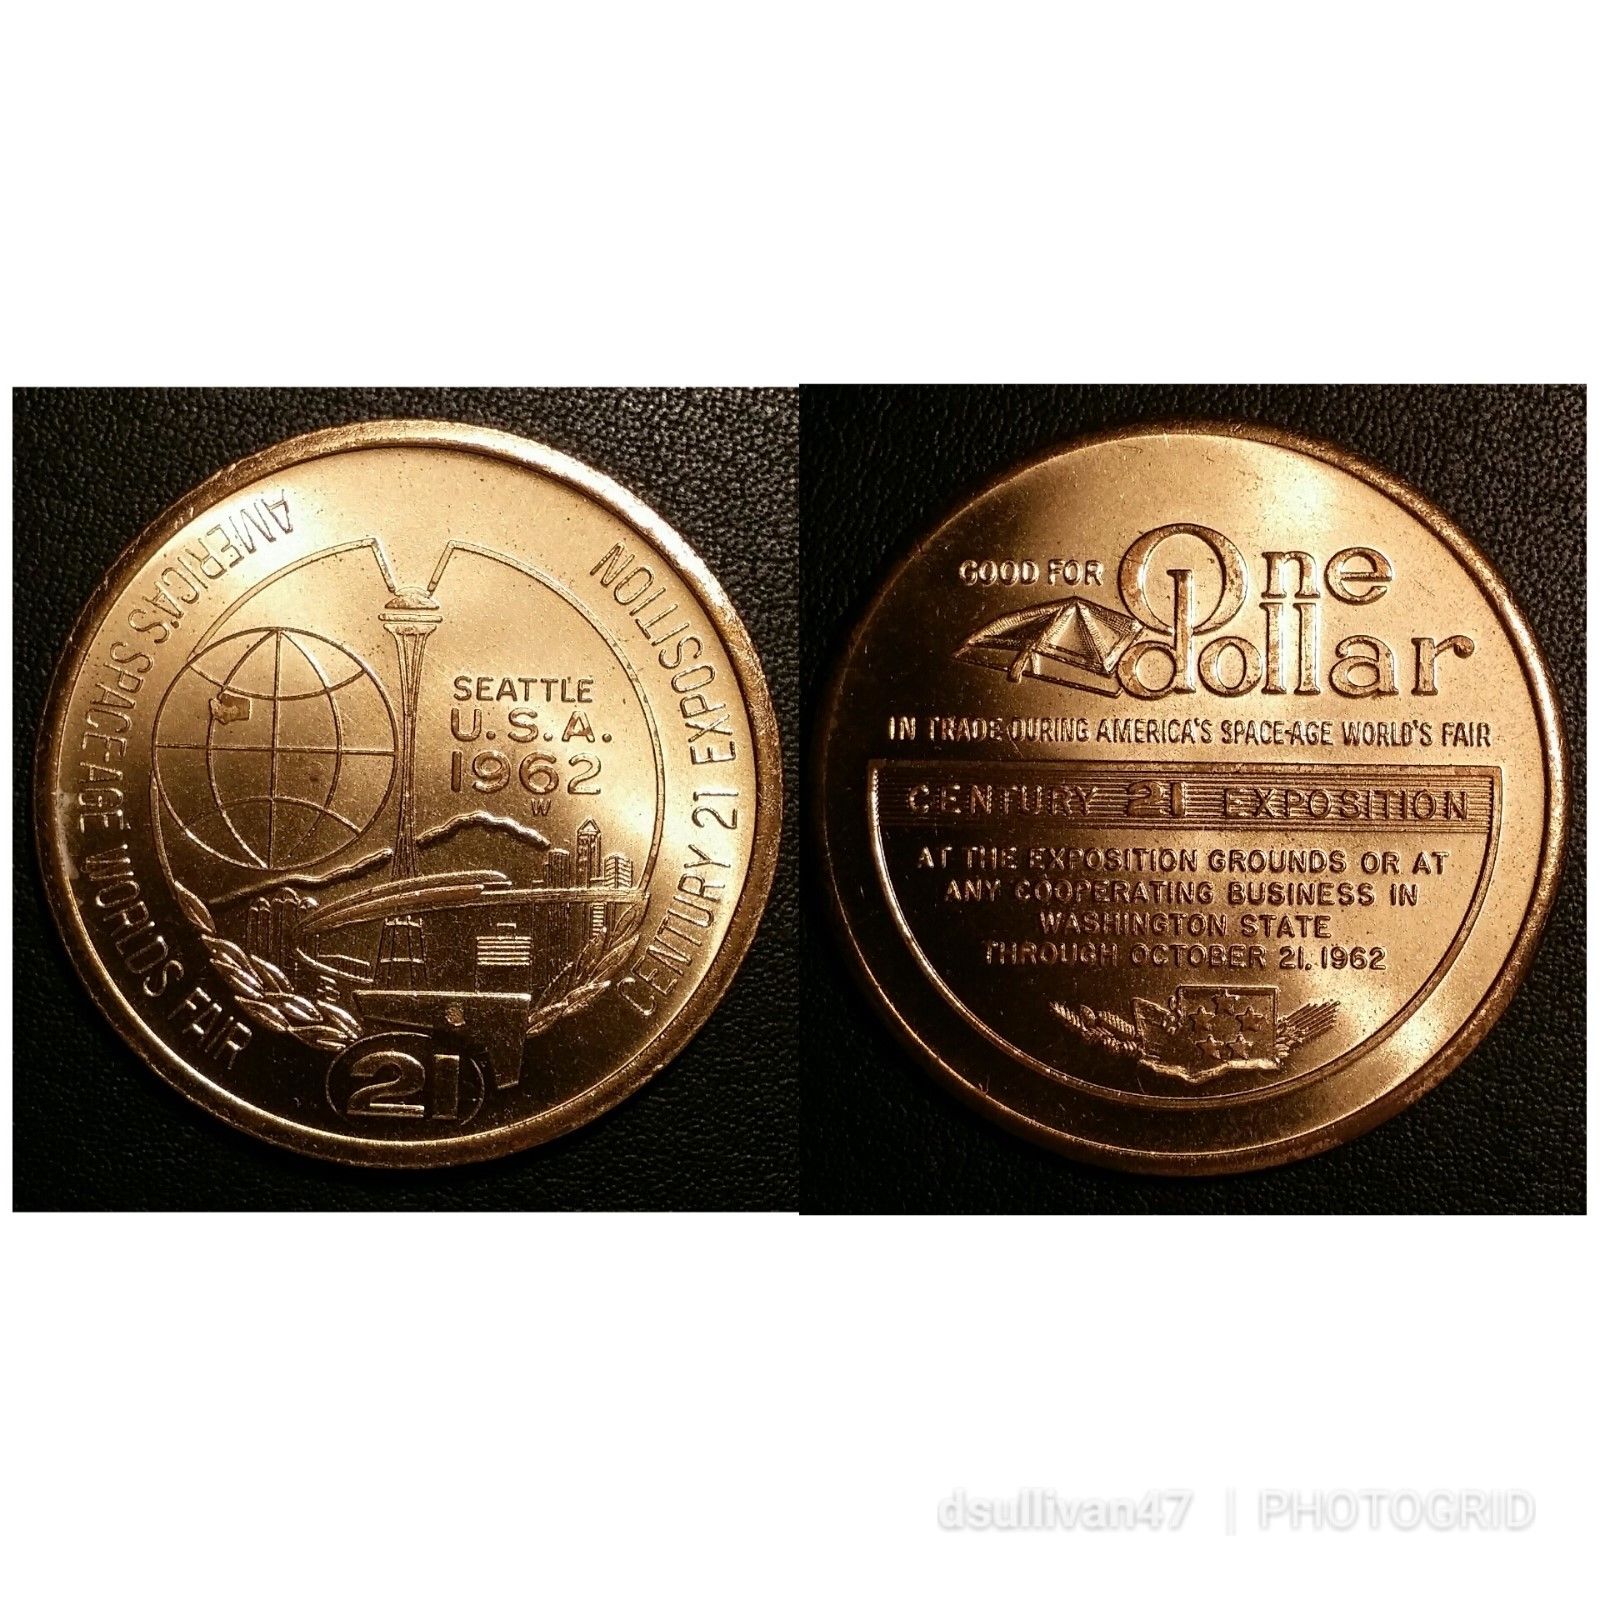 AMERICA'S SPACE-AGE WORLDS FAIR
CENTURY 21 EXPOSITION
SEATTLE
U.S.A.
1962
W
21
GOOD FOR One
dollar
IN TRADE DURING AMERICA'S SPACE-AGE WORLD'S FAIR
CENTURY 21 EXPOSITION
AT THE EXPOSITION GROUNDS OR AT
ANY COOPERATING BUSINESS IN
WASHINGTON STATE
THROUGH OCTOBER 21, 1962
dsullivan47 | PHOTOGRID